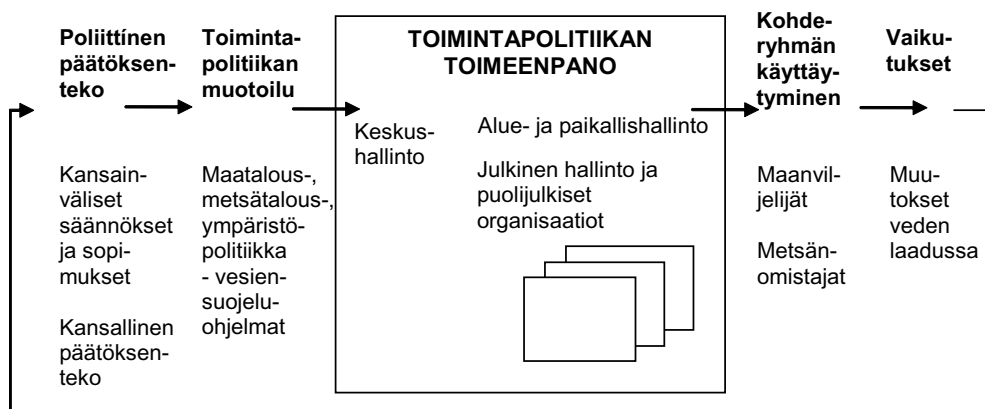 Poliittinen
päätöksen-
teko
Kansain-
väliset
säännökset
ja sopi-
mukset
Kansallinen
päätöksen-
teko
Toiminta-
politiikan
muotoilu
Maatalous-,
metsätalous-,
ympäristö-
politiikka
- vesien-
suojelu-
ohjelmat
TOIMINTAPOLITIIKAN
TOIMEENPANO
Keskus-
hallinto
Alue- ja paikallishallinto
Julkinen hallinto ja
puolijulkiset
organisaatiot
Kohde-
ryhmän
käyttäy-
tyminen
Maanvil-
jelijät
Metsän-
omistajat
Vaiku-
tukset
Muu-
tokset
veden
laadussa